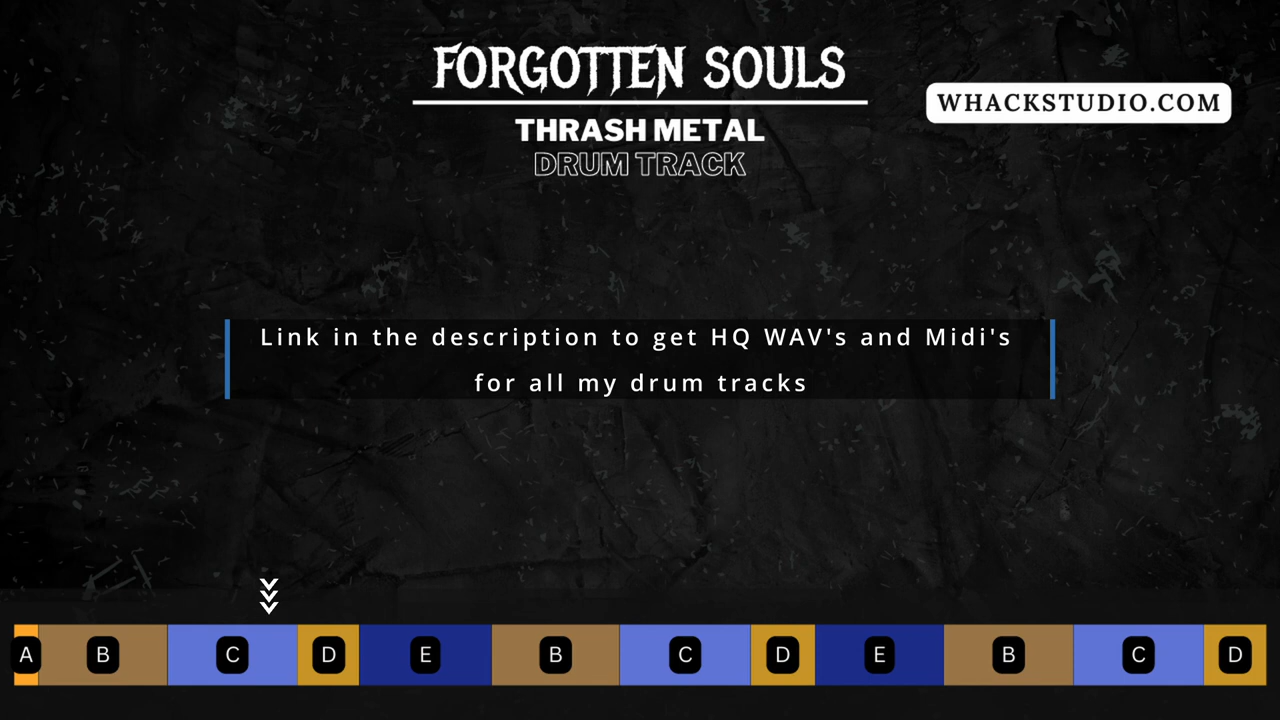 FORGOTTEN SOULS
WHACKSTUDIO.COM
THRASH METAL
DRUM TRACK
Link in the description to get HQ WAV's and Midi's
for all my drum tracks
A B C D E B C D E B C D